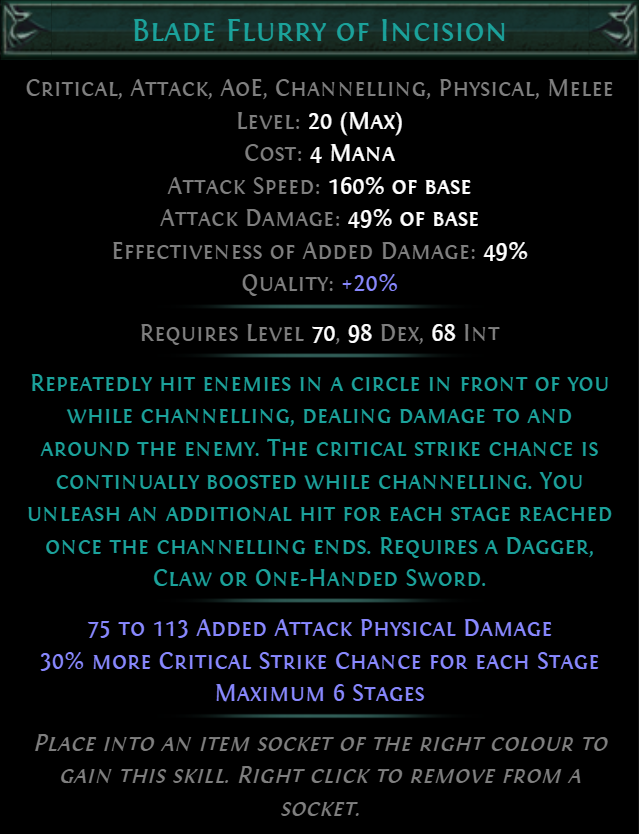 Blade Flurry of Incision
Critical, Attack, AoE, Channelling, Physical, Melee
Level: 20 (Max)
Cost: 4 Mana
Attack Speed: 160% of base
Attack Damage: 49% of base
Effectiveness of Added Damage: 49%
Quality: +20%
Requires Level 70, 98 Dex, 68 Int
Repeatedly hit enemies in a circle in front of you
while channelling, dealing damage to and
around the enemy. The critical strike chance is
continually boosted while channelling. You
unleash an additional hit for each stage reached
once the channelling ends. Requires a Dagger,
Claw or One-Handed Sword.
75 to 113 Added Attack Physical Damage
30% more Critical Strike Chance for each Stage
Maximum 6 Stages
Place into an item socket of the right colour to
gain this skill. Right click to remove from a
socket.